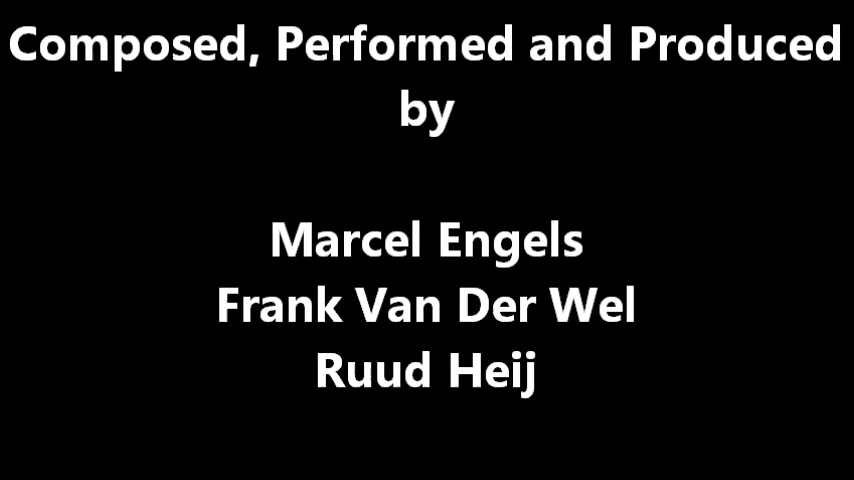 Composed, Performed and Produced
by
Marcel Engels
Frank Van Der Wel
Ruud Heij